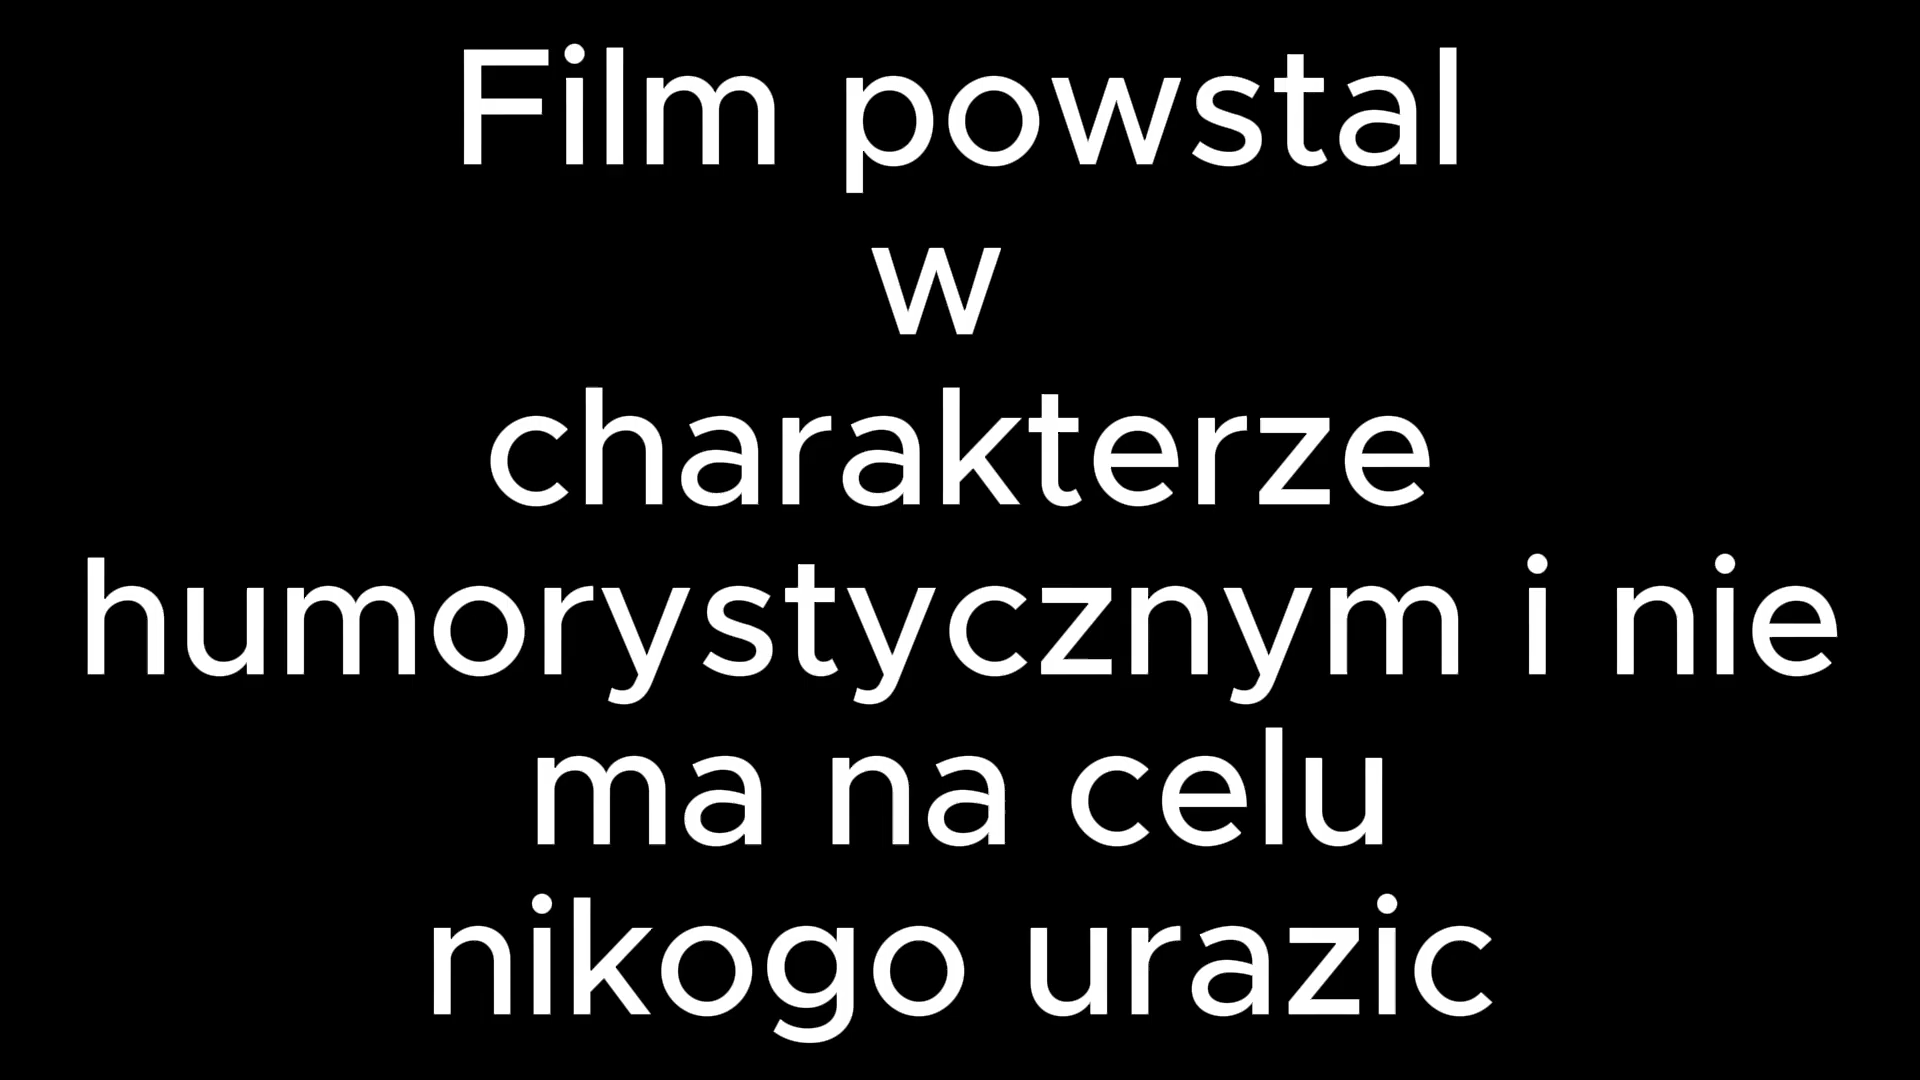 Film powstal
w
charakterze
humorystycznym i nie
ma na celu
nikogo urazic